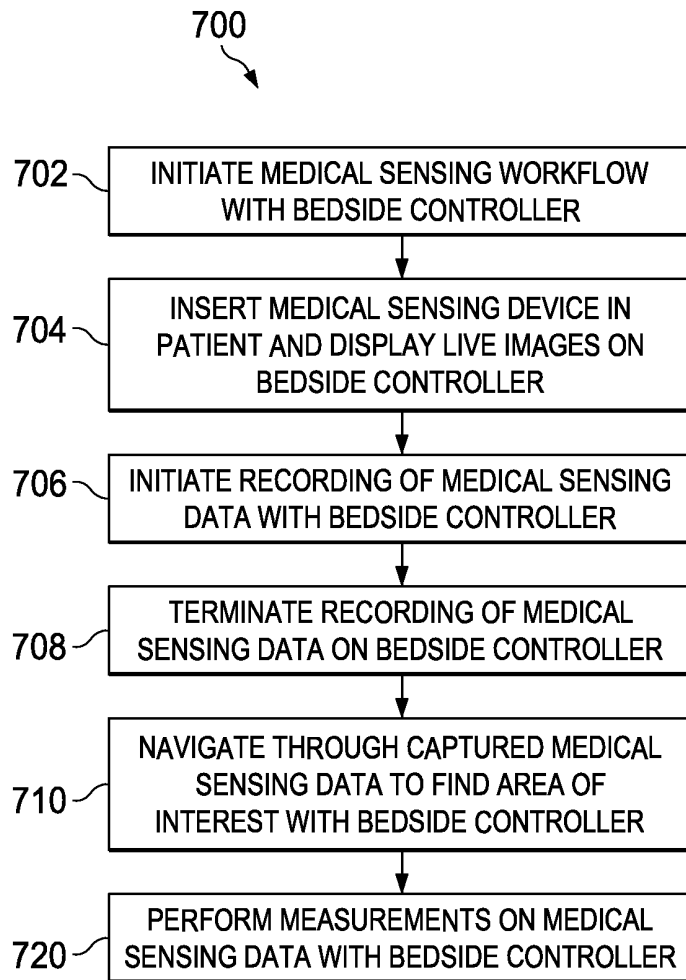 700
702
INITIATE MEDICAL SENSING WORKFLOW
WITH BEDSIDE CONTROLLER
704
INSERT MEDICAL SENSING DEVICE IN
PATIENT AND DISPLAY LIVE IMAGES ON
BEDSIDE CONTROLLER
706
INITIATE RECORDING OF MEDICAL SENSING
DATA WITH BEDSIDE CONTROLLER
708
TERMINATE RECORDING OF MEDICAL
SENSING DATA ON BEDSIDE CONTROLLER
710
NAVIGATE THROUGH CAPTURED MEDICAL
SENSING DATA TO FIND AREA OF
INTEREST WITH BEDSIDE CONTROLLER
720
PERFORM MEASUREMENTS ON MEDICAL
SENSING DATA WITH BEDSIDE CONTROLLER